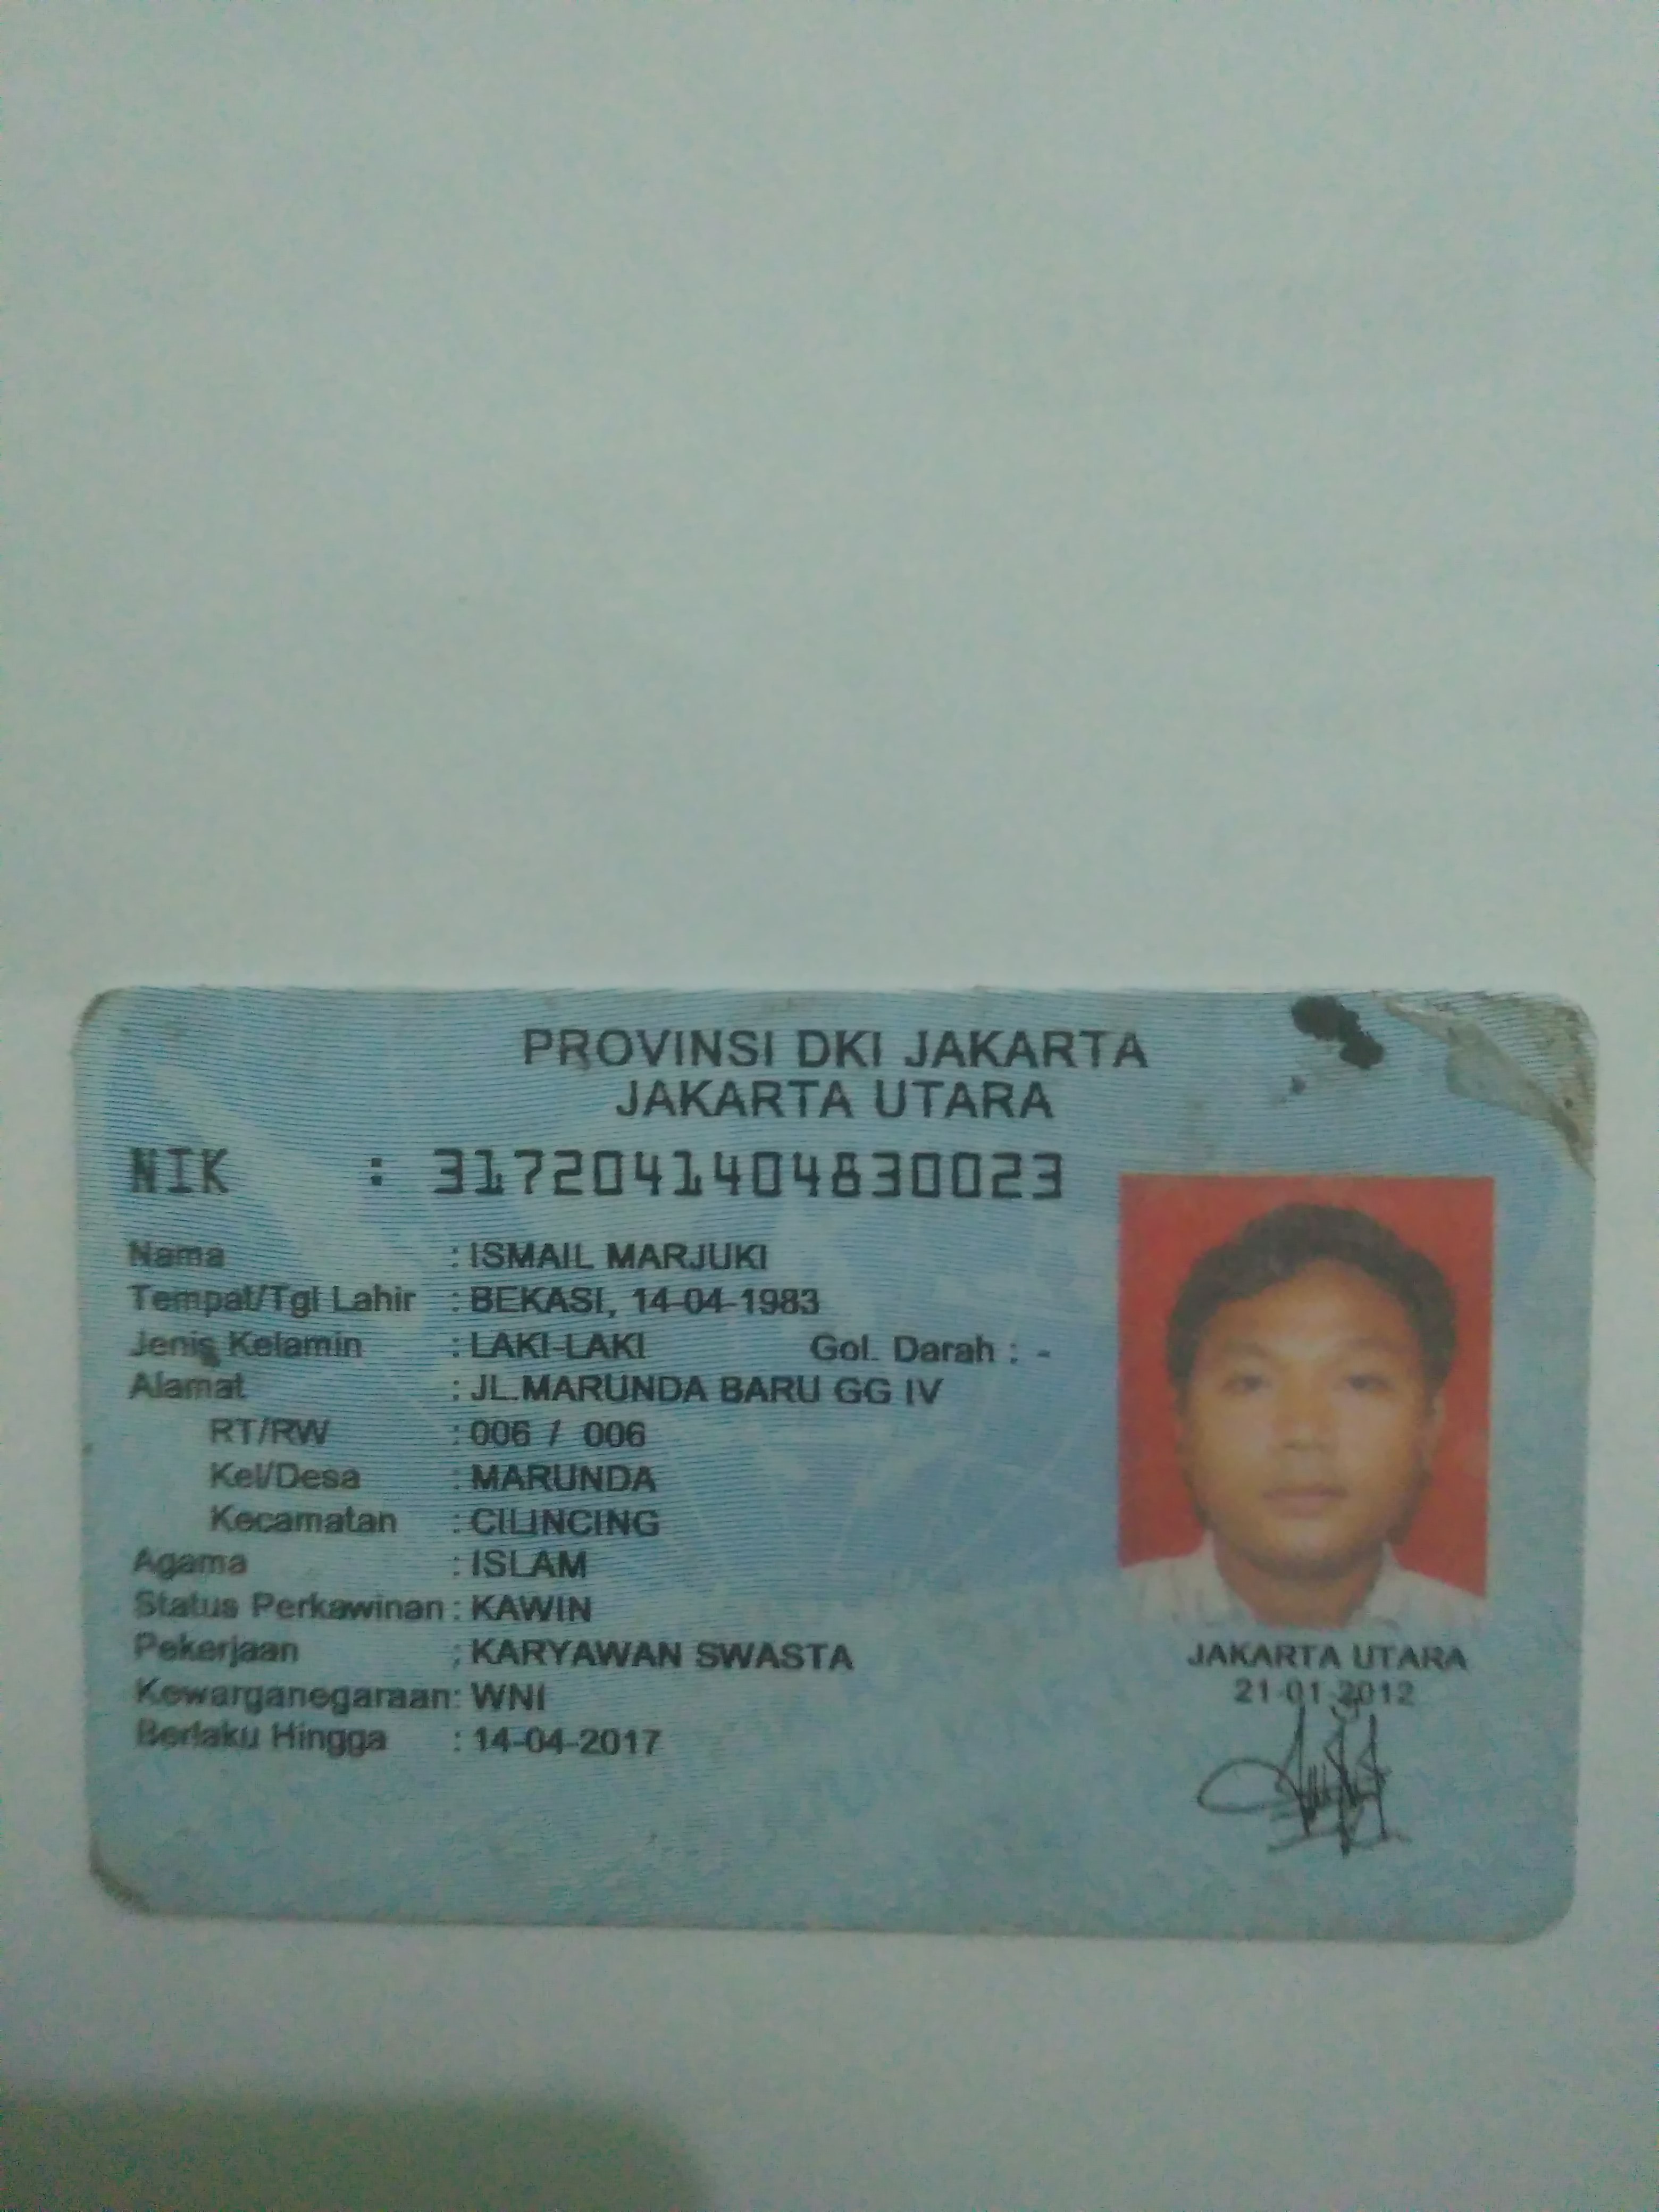 PROVINSI DKI JAKARTA
JAKARTA UTARA
NIK : 3172041404830023
Nama : ISMAIL MARJUKI
Tempat/Tgl Lahir : BEKASI, 14-04-1983
Jenis Kelamin : LAKI-LAKI Gol. Darah : -
Alamat : JL.MARUNDA BARU GG IV
RT/RW : 006 / 006
Kel/Desa : MARUNDA
Kecamatan : CILINCING
Agama : ISLAM
Status Perkawinan : KAWIN
Pekerjaan : KARYAWAN SWASTA
Kewarganegaraan : WNI
Berlaku Hingga : 14-04-2017
JAKARTA UTARA
21-01-2012